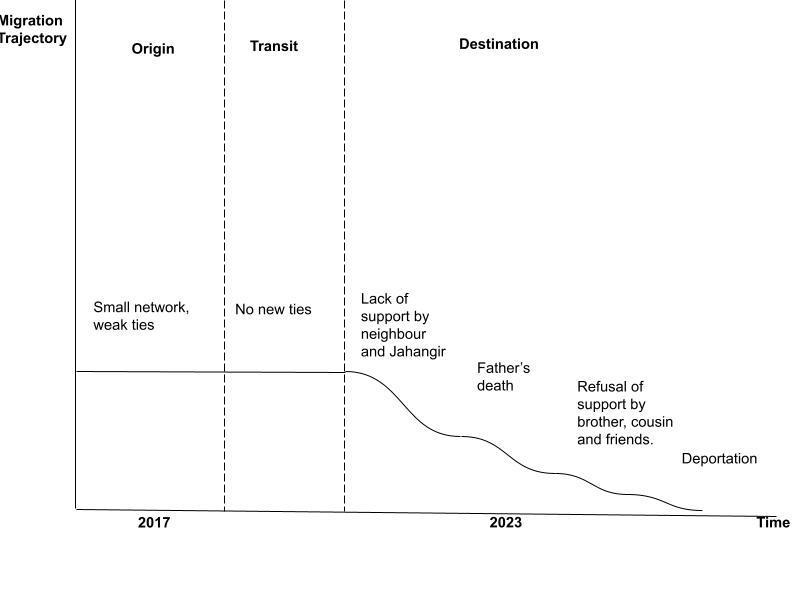 Migration
Trajectory
Origin
Transit
Destination
Small network,
weak ties
No new ties
Lack of
support by
neighbour
and Jahangir
Father's
death
Refusal of
support by
brother, cousin
and friends.
Deportation
2017
2023
Time